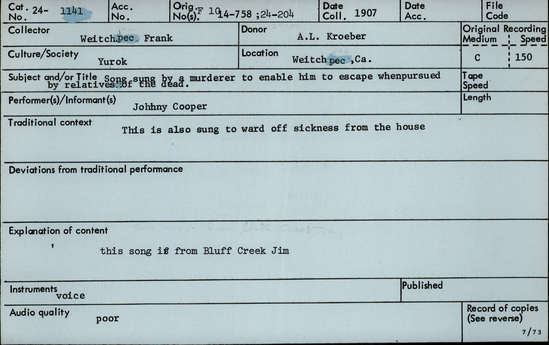 Cat. 24-
No. 1141
Acc.
No.
Orig.
No(s). F 10 14-758 ;24-204
Date
Coll. 1907
Date
Acc.
File
Code
Collector
Weitchpec Frank
Donor
A.L. Kroeber
Original Recording
Medium Speed
Culture/Society
Yurok
Location
Weitchpec ,Ca.
C 150
Subject and/or Title Song sung by a murderer to enable him to escape whenpursued
by relatives of the dead.
Tape
Speed
Performer(s)/Informant(s)
Johhny Cooper
Length
Traditional context
This is also sung to ward off sickness from the house
Deviations from traditional performance
Explanation of content
this song is from Bluff Creek Jim
Instruments
voice
Published
Audio quality
poor
Record of copies
(See reverse)
7/73